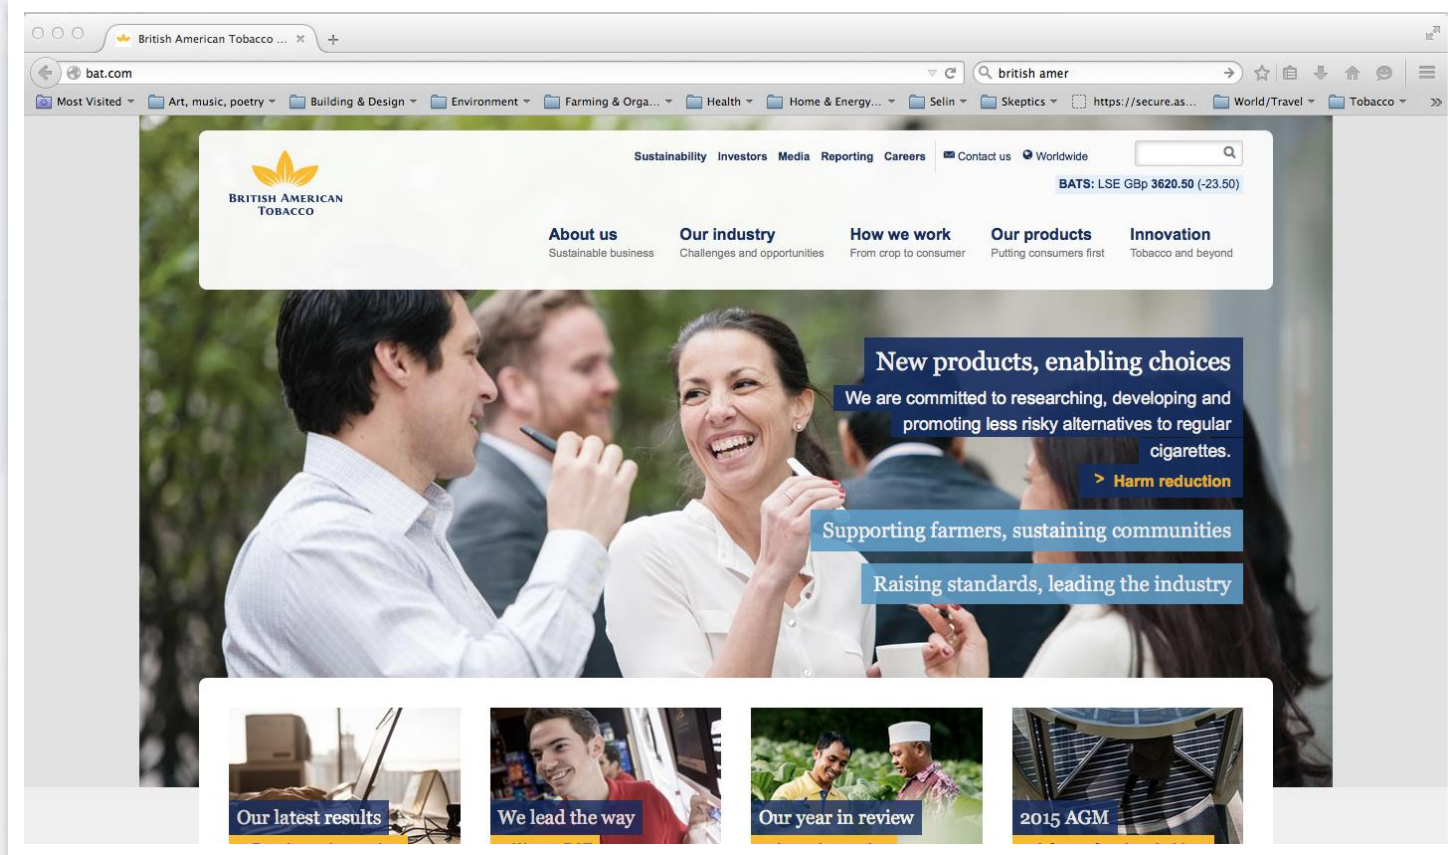 British American Tobacco ...
bat.com
british amer
Most Visited
Art, music, poetry
Building & Design
Environment
Farming & Orga...
Health
Home & Energy...
Selin
Skeptics
https://secure.as...
World/Travel
Tobacco
BRITISH AMERICAN
TOBACCO
Sustainability Investors Media Reporting Careers Contact us Worldwide
BATS: LSE GBp 3620.50 (-23.50)
About us
Sustainable business
Our industry
Challenges and opportunities
How we work
From crop to consumer
Our products
Putting consumers first
Innovation
Tobacco and beyond
New products, enabling choices
We are committed to researching, developing and
promoting less risky alternatives to regular
cigarettes.
> Harm reduction
Supporting farmers, sustaining communities
Raising standards, leading the industry
Our latest results
We lead the way
Our year in review
2015 AGM